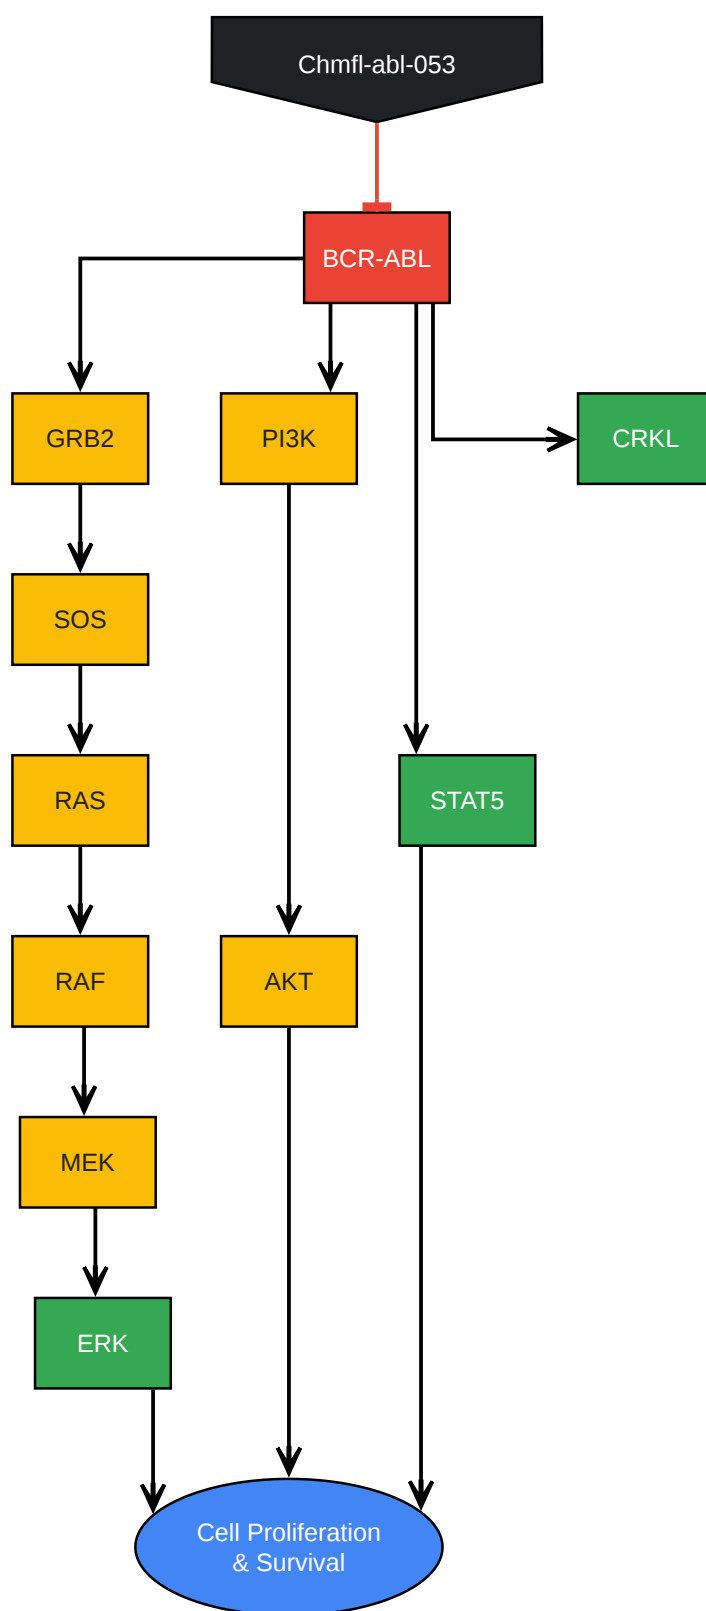 Chmfl-abl-053
BCR-ABL
GRB2
PI3K
CRKL
SOS
RAS
STAT5
RAF
AKT
MEK
ERK
Cell Proliferation
& Survival